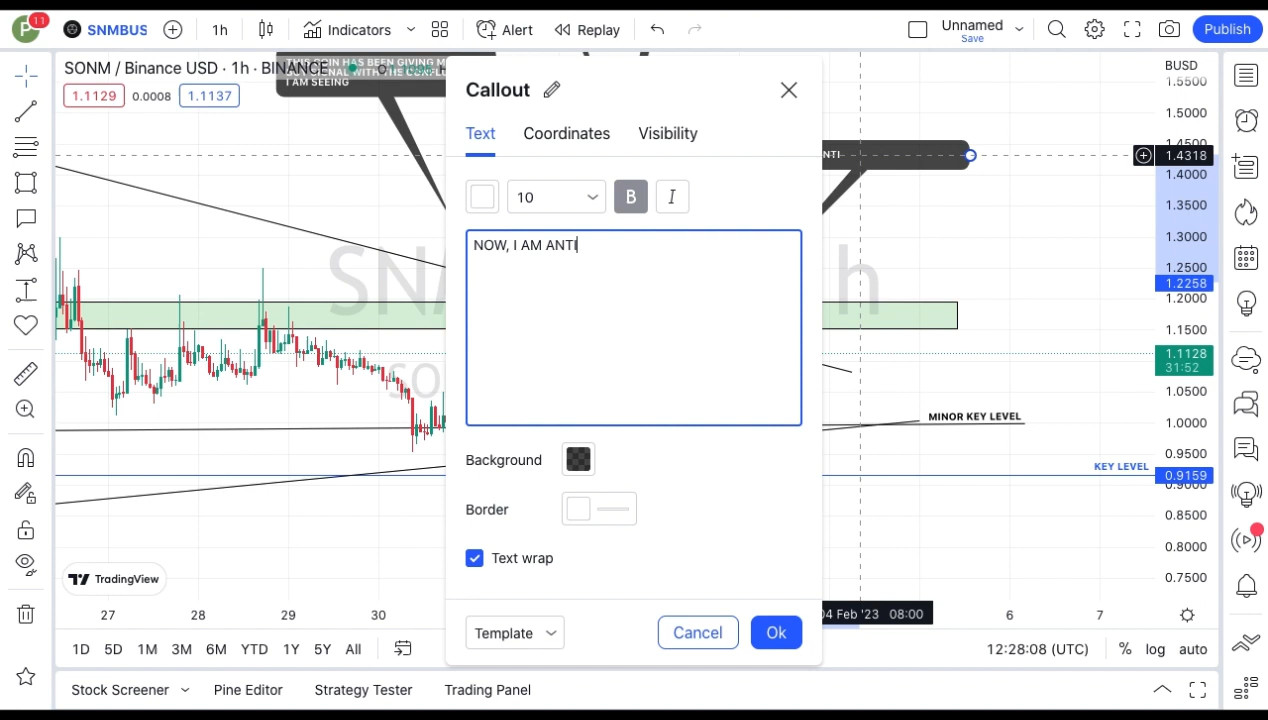 P 11 SNMBUS 1h Indicators Alert Replay Unnamed Save Publish
SONM / Binance USD · 1h · BINANCE
1.1129 0.0008 1.1137
I AM SEEING
Callout
Text Coordinates Visibility
10 B I
NOW, I AM ANTI
Background
Border
Text wrap
Template Cancel Ok
ANTI
MINOR KEY LEVEL
KEY LEVEL
BUSD
1.5500
1.5000
1.4318
1.4000
1.3500
1.3000
1.2500
1.2258
1.2000
1.1500
1.1128
31:52
1.0500
1.0000
0.9500
0.9159
0.8500
0.8000
0.7500
TradingView
27 28 29 30 04 Feb '23 08:00 6 7
1D 5D 1M 3M 6M YTD 1Y 5Y All 12:28:08 (UTC) % log auto
Stock Screener Pine Editor Strategy Tester Trading Panel